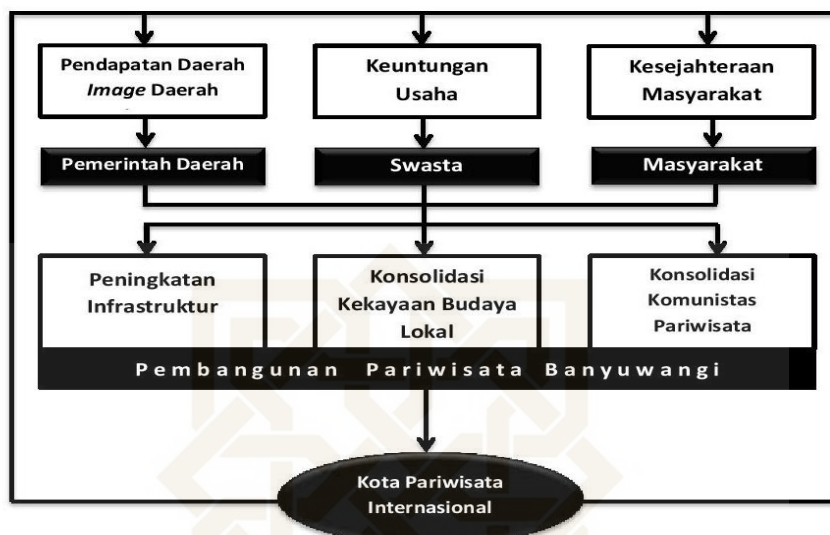 Pendapatan Daerah
Image Daerah
Keuntungan
Usaha
Kesejahteraan
Masyarakat
Pemerintah Daerah
Swasta
Masyarakat
Peningkatan
Infrastruktur
Konsolidasi
Kekayaan Budaya
Lokal
Konsolidasi
Komunistas
Pariwisata
Pembangunan Pariwisata Banyuwangi
Kota Pariwisata
Internasional